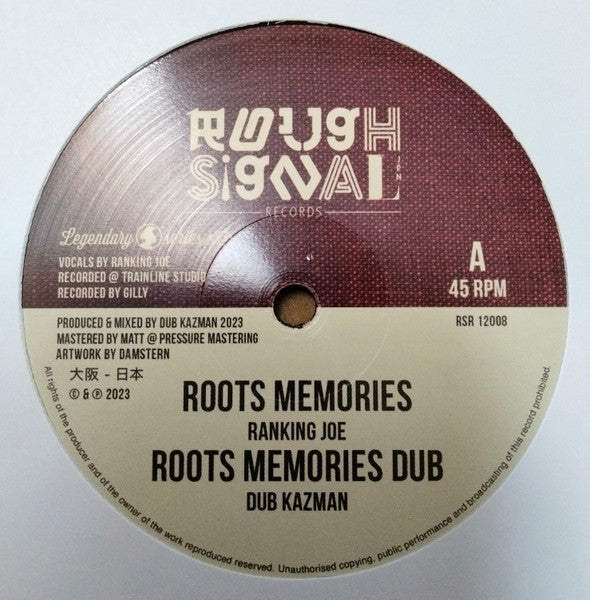 ROUGH
SiGNAL
JPN
RECORDS
Legendary series
VOCALS BY RANKING JOE
RECORDED @ TRAINLINE STUDIO
RECORDED BY GILLY
A
45 RPM
PRODUCED & MIXED BY DUB KAZMAN 2023
MASTERED BY MATT @ PRESSURE MASTERING
ARTWORK BY DAMSTERN
大阪 - 日本
© & ℗ 2023
RSR 12008
ROOTS MEMORIES
RANKING JOE
ROOTS MEMORIES DUB
DUB KAZMAN
All rights of the producer and of the owner of the work reproduced reserved. Unauthorised copying, public performance and broadcasting of this record prohibited.